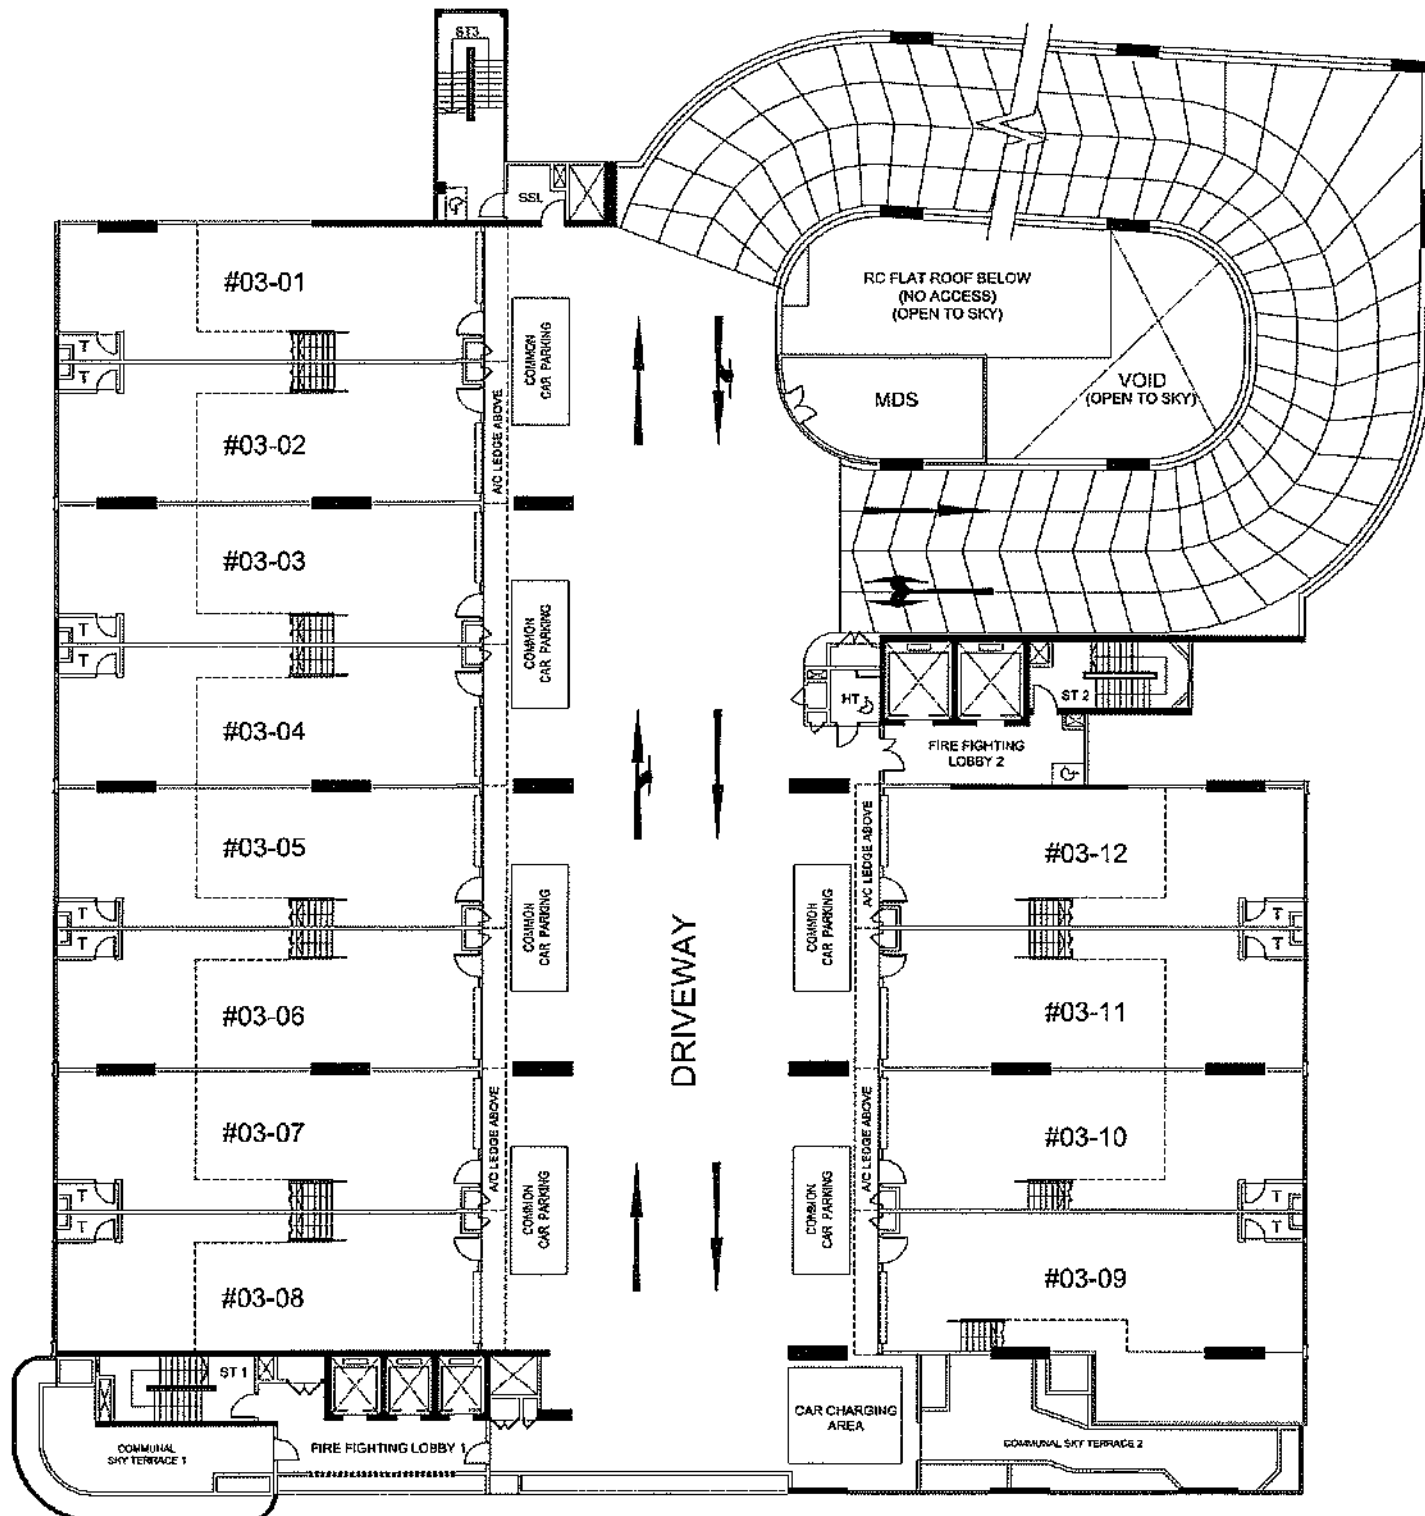 ST3
SSL
RC FLAT ROOF BELOW
(NO ACCESS)
(OPEN TO SKY)
VOID
(OPEN TO SKY)
MDS
#03-01
T
T
COMMON
CAR PARKING
A/C LEDGE ABOVE
#03-02
#03-03
T
T
COMMON
CAR PARKING
HT
ST 2
FIRE FIGHTING
LOBBY 2
#03-04
#03-05
A/C LEDGE ABOVE
#03-12
T
T
COMMON
CAR PARKING
COMMON
CAR PARKING
T
T
DRIVEWAY
#03-06
#03-11
#03-07
A/C LEDGE ABOVE
A/C LEDGE ABOVE
#03-10
T
T
COMMON
CAR PARKING
COMMON
CAR PARKING
T
T
#03-08
#03-09
ST 1
CAR CHARGING
AREA
COMMUNAL
SKY TERRACE 1
FIRE FIGHTING LOBBY 1
COMMUNAL SKY TERRACE 2